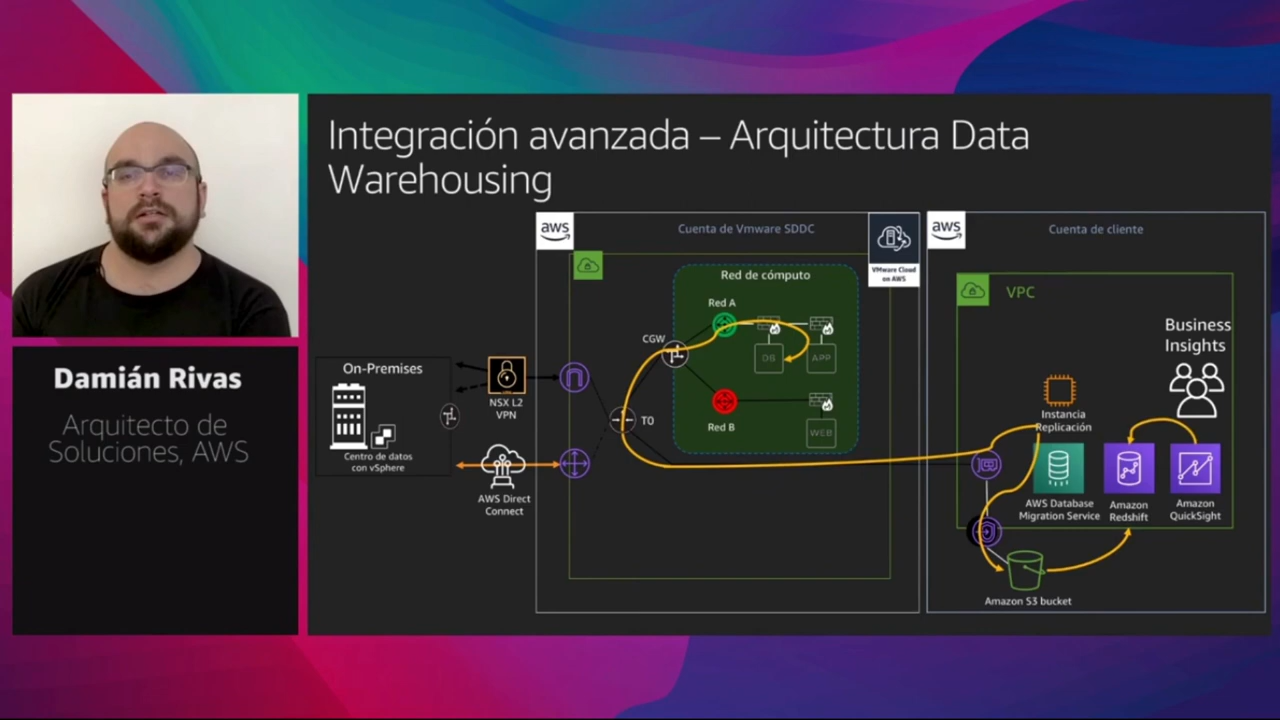 Integración avanzada – Arquitectura Data
Warehousing
Damián Rivas
Arquitecto de
Soluciones, AWS
On-Premises
Centro de datos
con vSphere
NSX L2
VPN
AWS Direct
Connect
aws
Cuenta de Vmware SDDC
VMware Cloud
on AWS
Red de cómputo
Red A
CGW
DB
APP
T0
Red B
WEB
aws
Cuenta de cliente
VPC
Business
Insights
Instancia
Replicación
AWS Database
Migration Service
Amazon
Redshift
Amazon
QuickSight
Amazon S3 bucket